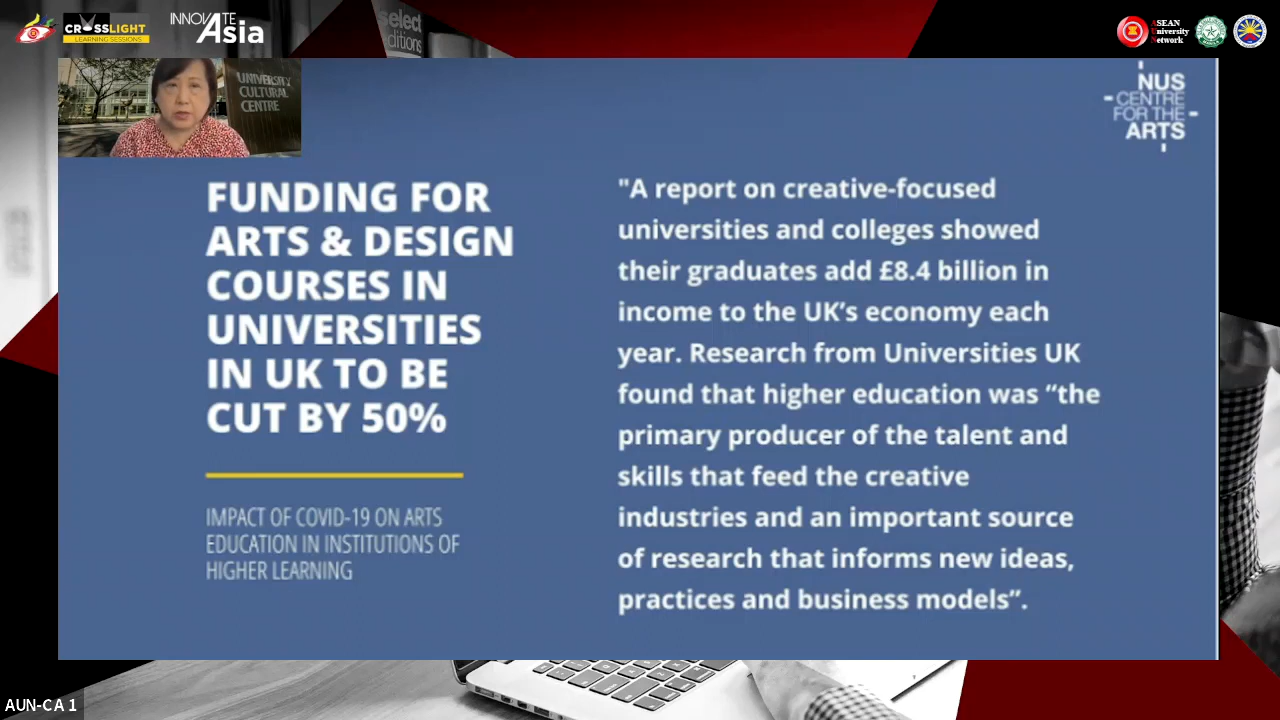 CROSSLIGHT
LEARNING SESSIONS
INNOVATE
Asia
select
editions
ASEAN
University
Network
UNIVERSITY
CULTURAL
CENTRE
NUS
CENTRE
FOR THE
ARTS
FUNDING FOR
ARTS & DESIGN
COURSES IN
UNIVERSITIES
IN UK TO BE
CUT BY 50%
IMPACT OF COVID-19 ON ARTS
EDUCATION IN INSTITUTIONS OF
HIGHER LEARNING
"A report on creative-focused
universities and colleges showed
their graduates add £8.4 billion in
income to the UK’s economy each
year. Research from Universities UK
found that higher education was “the
primary producer of the talent and
skills that feed the creative
industries and an important source
of research that informs new ideas,
practices and business models”.
AUN-CA 1